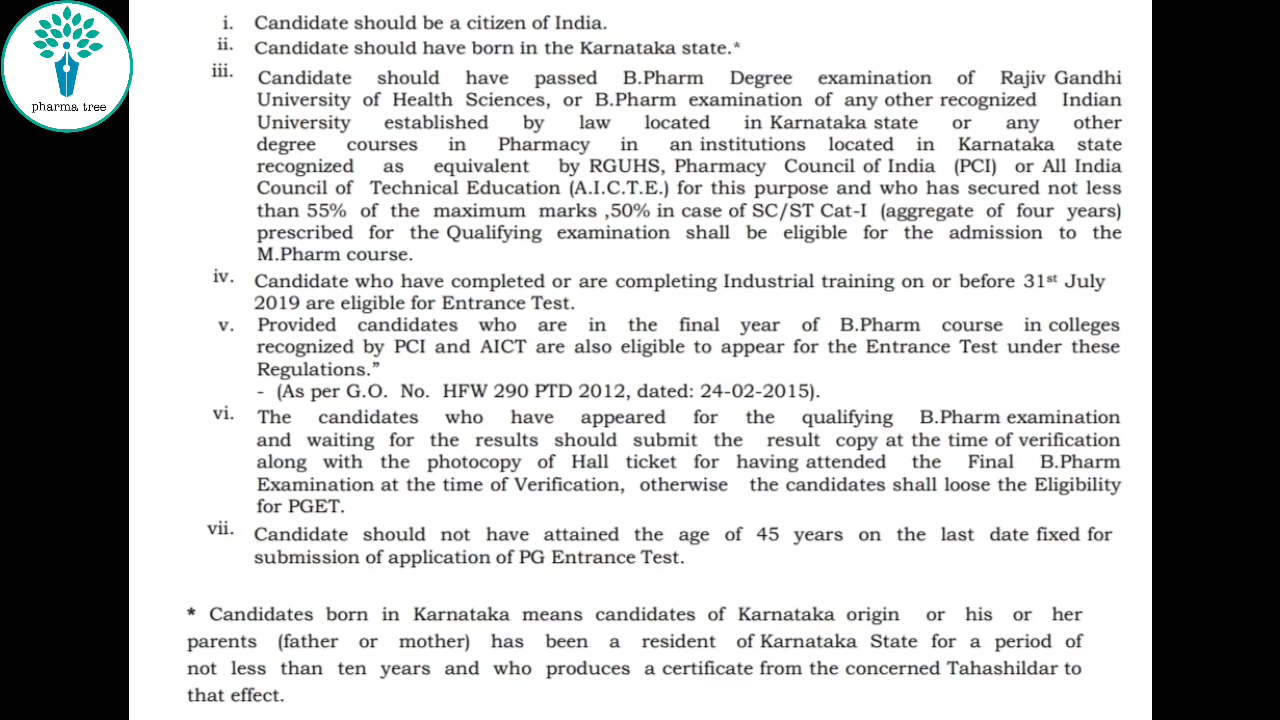 pharma tree
i. Candidate should be a citizen of India.
ii. Candidate should have born in the Karnataka state.*
iii. Candidate should have passed B.Pharm Degree examination of Rajiv Gandhi
University of Health Sciences, or B.Pharm examination of any other recognized Indian
University established by law located in Karnataka state or any other
degree courses in Pharmacy in an institutions located in Karnataka state
recognized as equivalent by RGUHS, Pharmacy Council of India (PCI) or All India
Council of Technical Education (A.I.C.T.E.) for this purpose and who has secured not less
than 55% of the maximum marks ,50% in case of SC/ST Cat-I (aggregate of four years)
prescribed for the Qualifying examination shall be eligible for the admission to the
M.Pharm course.
iv. Candidate who have completed or are completing Industrial training on or before 31st July
2019 are eligible for Entrance Test.
v. Provided candidates who are in the final year of B.Pharm course in colleges
recognized by PCI and AICT are also eligible to appear for the Entrance Test under these
Regulations.”
- (As per G.O. No. HFW 290 PTD 2012, dated: 24-02-2015).
vi. The candidates who have appeared for the qualifying B.Pharm examination
and waiting for the results should submit the result copy at the time of verification
along with the photocopy of Hall ticket for having attended the Final B.Pharm
Examination at the time of Verification, otherwise the candidates shall loose the Eligibility
for PGET.
vii. Candidate should not have attained the age of 45 years on the last date fixed for
submission of application of PG Entrance Test.
* Candidates born in Karnataka means candidates of Karnataka origin or his or her
parents (father or mother) has been a resident of Karnataka State for a period of
not less than ten years and who produces a certificate from the concerned Tahashildar to
that effect.